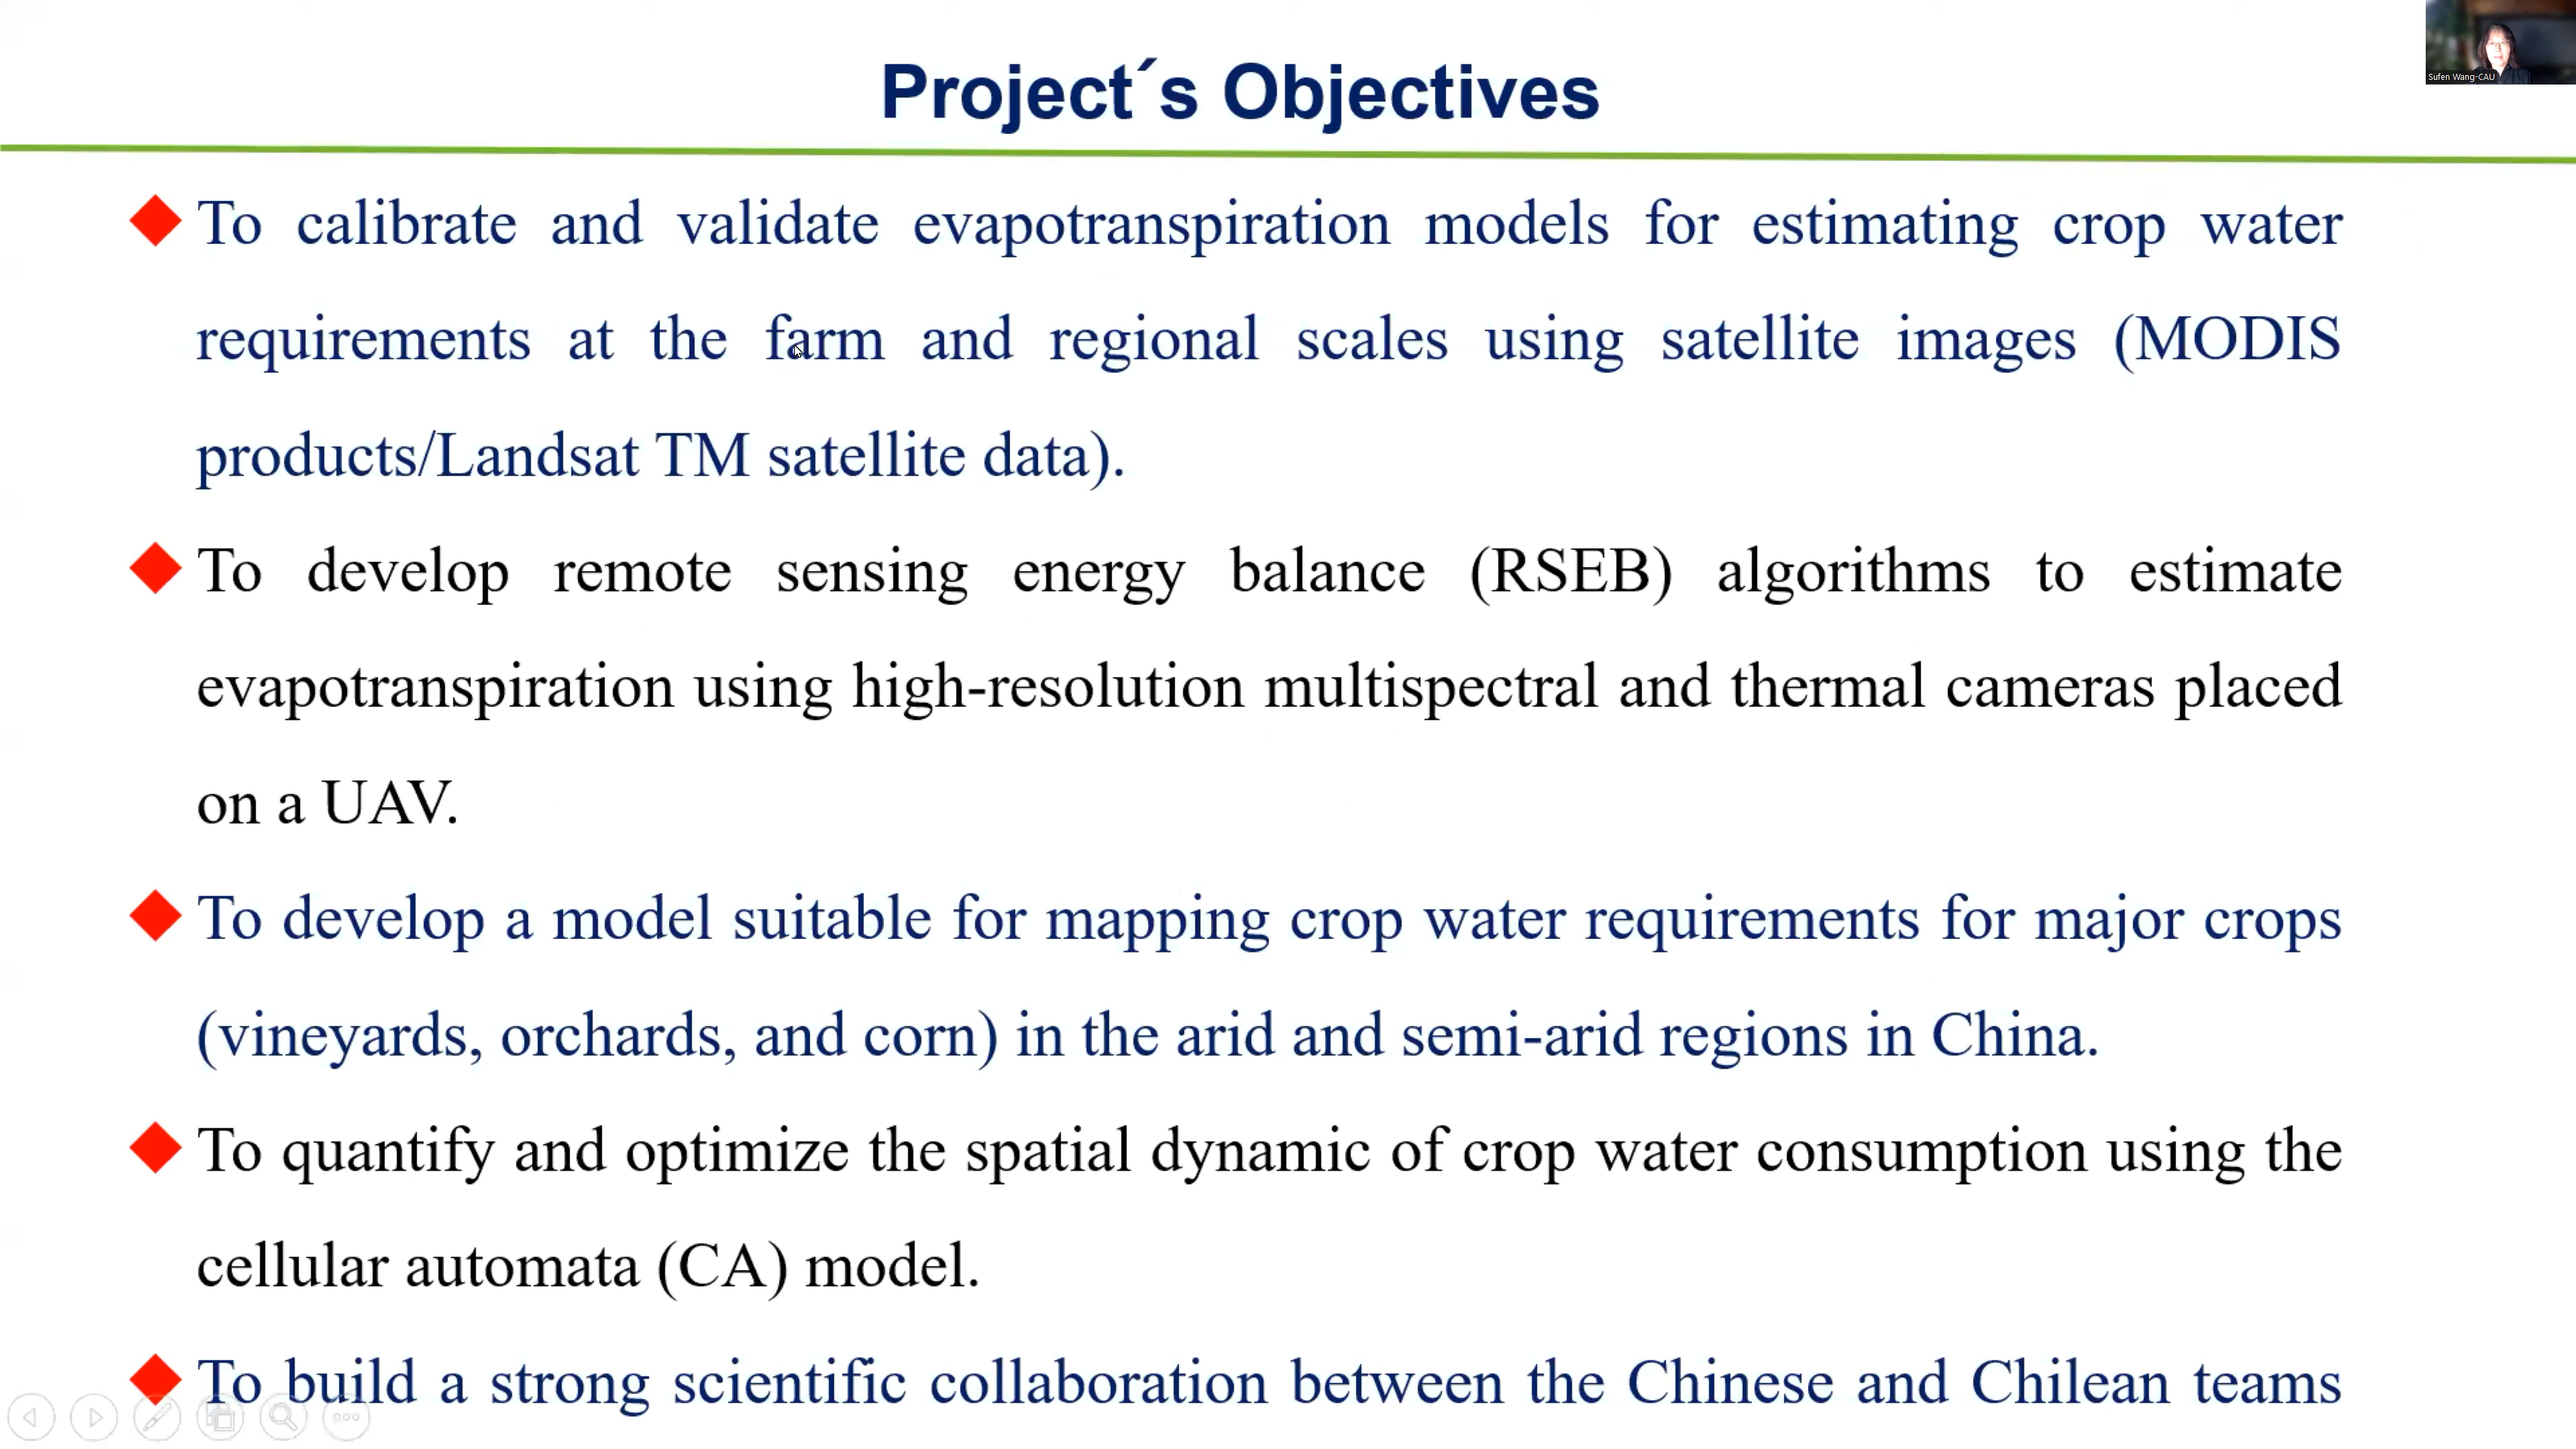 Project´s Objectives
Sufen Wang-CAU
To calibrate and validate evapotranspiration models for estimating crop water
requirements at the farm and regional scales using satellite images (MODIS
products/Landsat TM satellite data).
To develop remote sensing energy balance (RSEB) algorithms to estimate
evapotranspiration using high-resolution multispectral and thermal cameras placed
on a UAV.
To develop a model suitable for mapping crop water requirements for major crops
(vineyards, orchards, and corn) in the arid and semi-arid regions in China.
To quantify and optimize the spatial dynamic of crop water consumption using the
cellular automata (CA) model.
To build a strong scientific collaboration between the Chinese and Chilean teams